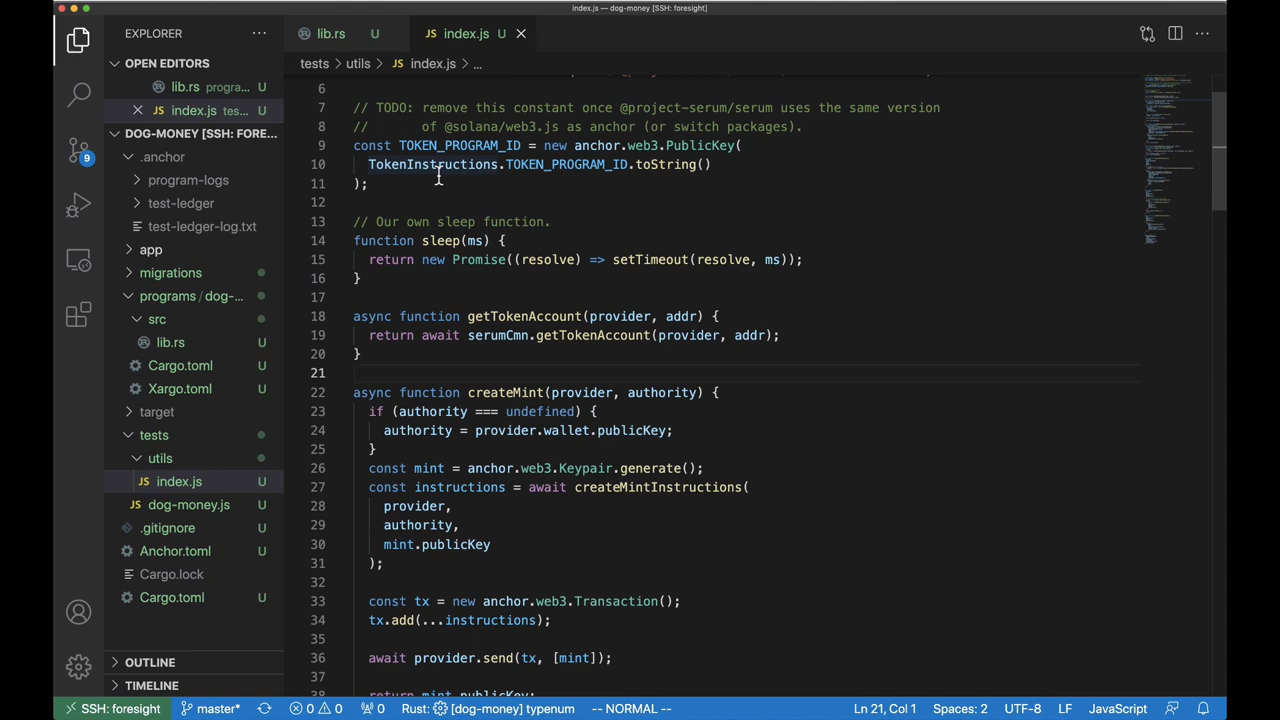 index.js — dog-money [SSH: foresight]
EXPLORER
OPEN EDITORS
lib.rs progra... U
index.js tes... U
DOG-MONEY [SSH: FORE...
.anchor
program-logs
test-ledger
test-ledger-log.txt
app
migrations
programs / dog-...
src
lib.rs U
Cargo.toml U
Xargo.toml U
target
tests
utils
index.js U
dog-money.js U
.gitignore U
Anchor.toml U
Cargo.lock
Cargo.toml U
OUTLINE
TIMELINE
9
lib.rs U
index.js U
tests > utils > index.js > ...
6
7 // TODO: remove this constant once @project-serum/serum uses the same version
8 // of @solana/web3.js as anchor (or switch packages).
9 const TOKEN_PROGRAM_ID = new anchor.web3.PublicKey(
10 TokenInstructions.TOKEN_PROGRAM_ID.toString()
11 );
12
13 // Our own sleep function.
14 function sleep(ms) {
15 return new Promise((resolve) => setTimeout(resolve, ms));
16 }
17
18 async function getTokenAccount(provider, addr) {
19 return await serumCmn.getTokenAccount(provider, addr);
20 }
21
22 async function createMint(provider, authority) {
23 if (authority === undefined) {
24 authority = provider.wallet.publicKey;
25 }
26 const mint = anchor.web3.Keypair.generate();
27 const instructions = await createMintInstructions(
28 provider,
29 authority,
30 mint.publicKey
31 );
32
33 const tx = new anchor.web3.Transaction();
34 tx.add(...instructions);
35
36 await provider.send(tx, [mint]);
37
38 return mint.publicKey;
SSH: foresight master* 0 0 0 Rust: [dog-money] typenum -- NORMAL -- Ln 21, Col 1 Spaces: 2 UTF-8 LF JavaScript